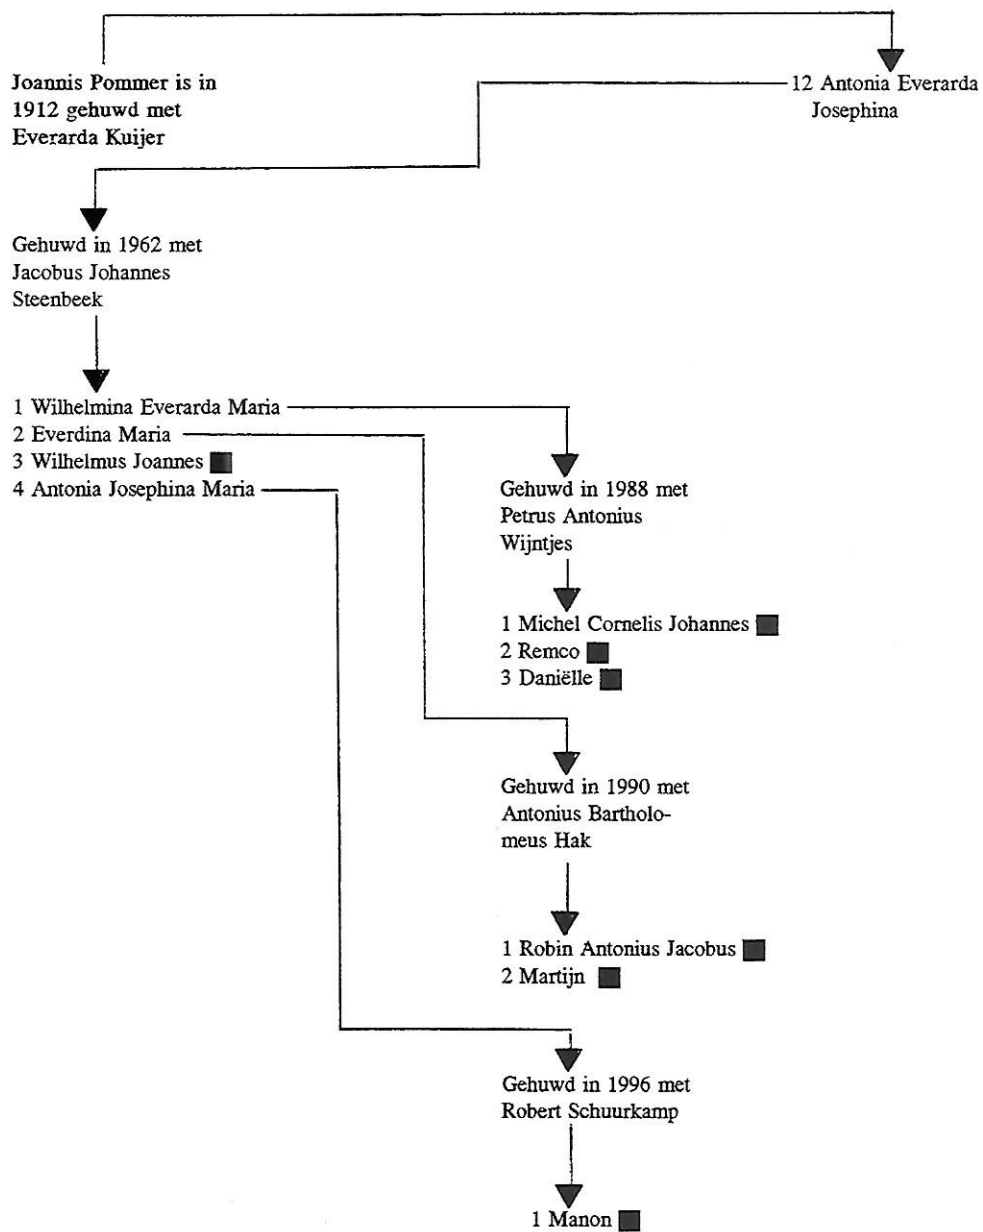 Joannis Pommer is in
1912 gehuwd met
Everarda Kuijer
12 Antonia Everarda
Josephina
Gehuwd in 1962 met
Jacobus Johannes
Steenbeek
1 Wilhelmina Everarda Maria
2 Everdina Maria
3 Wilhelmus Joannes
4 Antonia Josephina Maria
Gehuwd in 1988 met
Petrus Antonius
Wijntjes
1 Michel Cornelis Johannes
2 Remco
3 Daniëlle
Gehuwd in 1990 met
Antonius Bartholo-
meus Hak
1 Robin Antonius Jacobus
2 Martijn
Gehuwd in 1996 met
Robert Schuurkamp
1 Manon